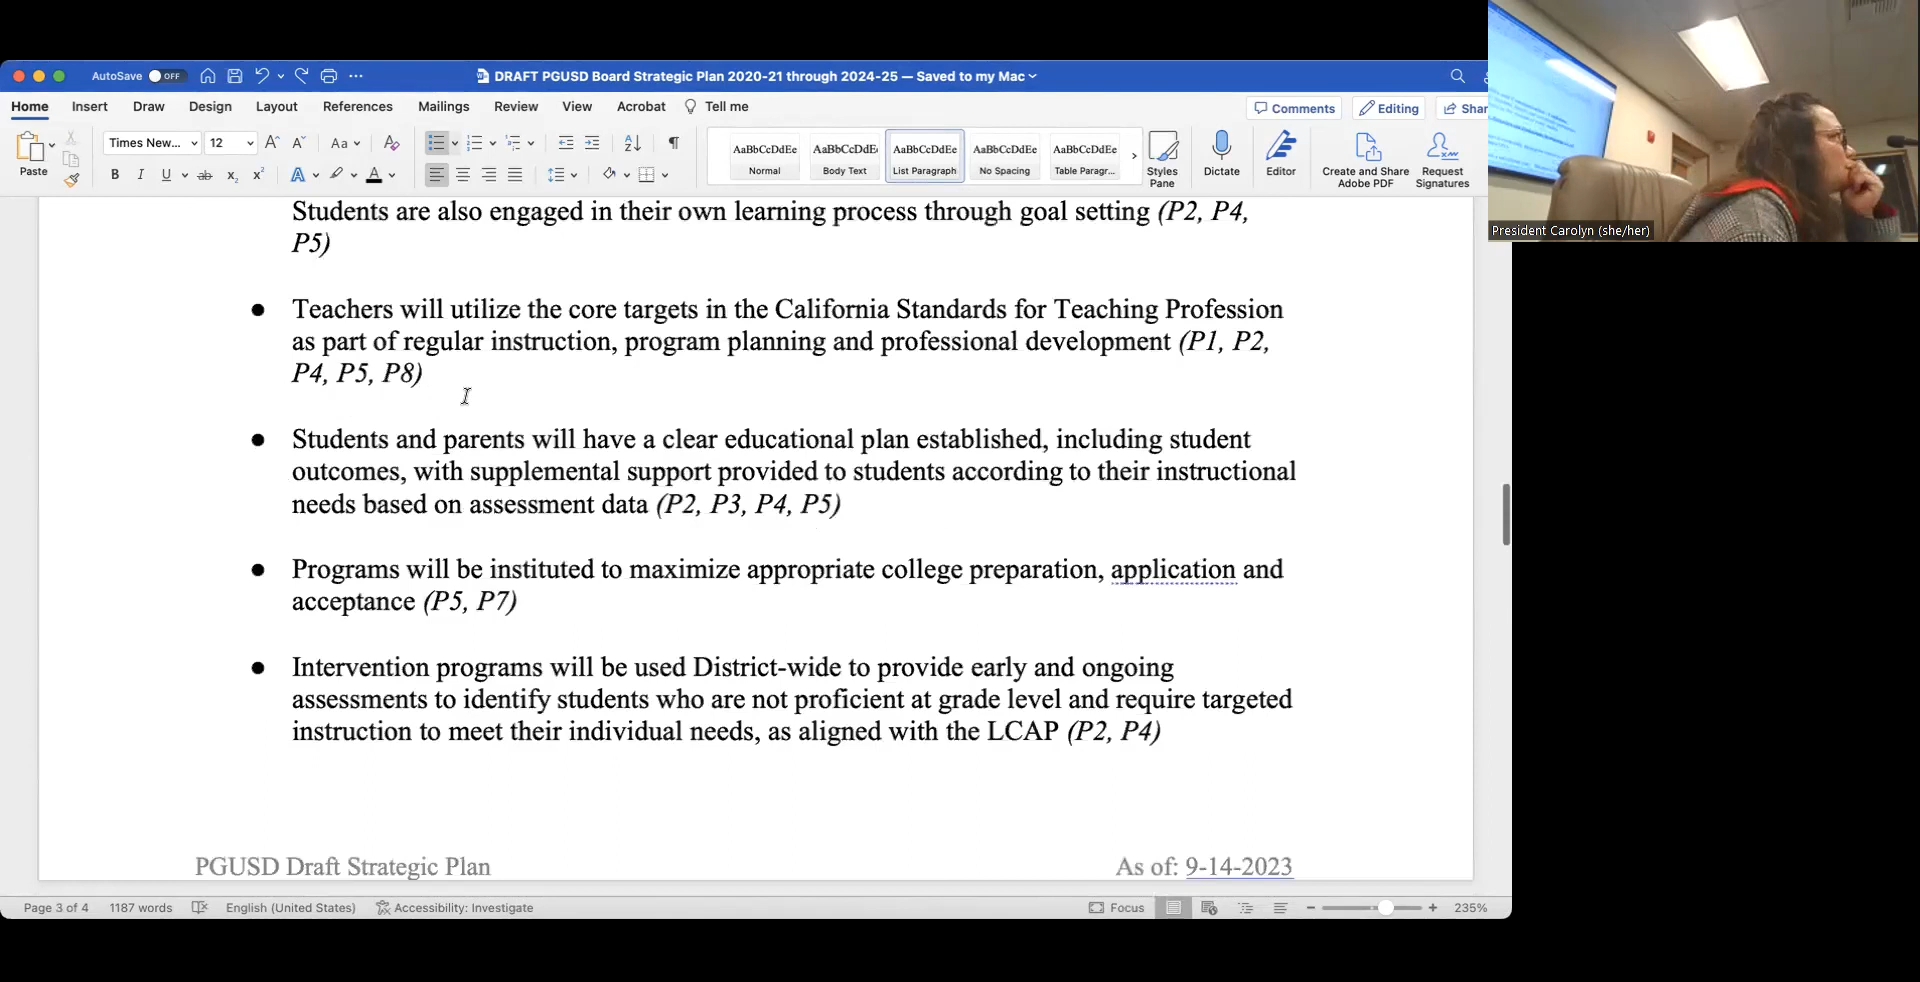 AutoSave OFF
DRAFT PGUSD Board Strategic Plan 2020-21 through 2024-25 — Saved to my Mac
Home Insert Draw Design Layout References Mailings Review View Acrobat Tell me
Comments Editing Shar
Paste
Times New... 12 Aa
AaBbCcDdEe AaBbCcDdE AaBbCcDdEe AaBbCcDdEe AaBbCcDdEe
Normal Body Text List Paragraph No Spacing Table Paragr...
Styles Pane
Dictate
Editor
Create and Share Adobe PDF
Request Signatures
Students are also engaged in their own learning process through goal setting (P2, P4,
P5)
● Teachers will utilize the core targets in the California Standards for Teaching Profession
as part of regular instruction, program planning and professional development (P1, P2,
P4, P5, P8)
● Students and parents will have a clear educational plan established, including student
outcomes, with supplemental support provided to students according to their instructional
needs based on assessment data (P2, P3, P4, P5)
● Programs will be instituted to maximize appropriate college preparation, application and
acceptance (P5, P7)
● Intervention programs will be used District-wide to provide early and ongoing
assessments to identify students who are not proficient at grade level and require targeted
instruction to meet their individual needs, as aligned with the LCAP (P2, P4)
PGUSD Draft Strategic Plan As of: 9-14-2023
Page 3 of 4 1187 words English (United States) Accessibility: Investigate
Focus 235%
President Carolyn (she/her)